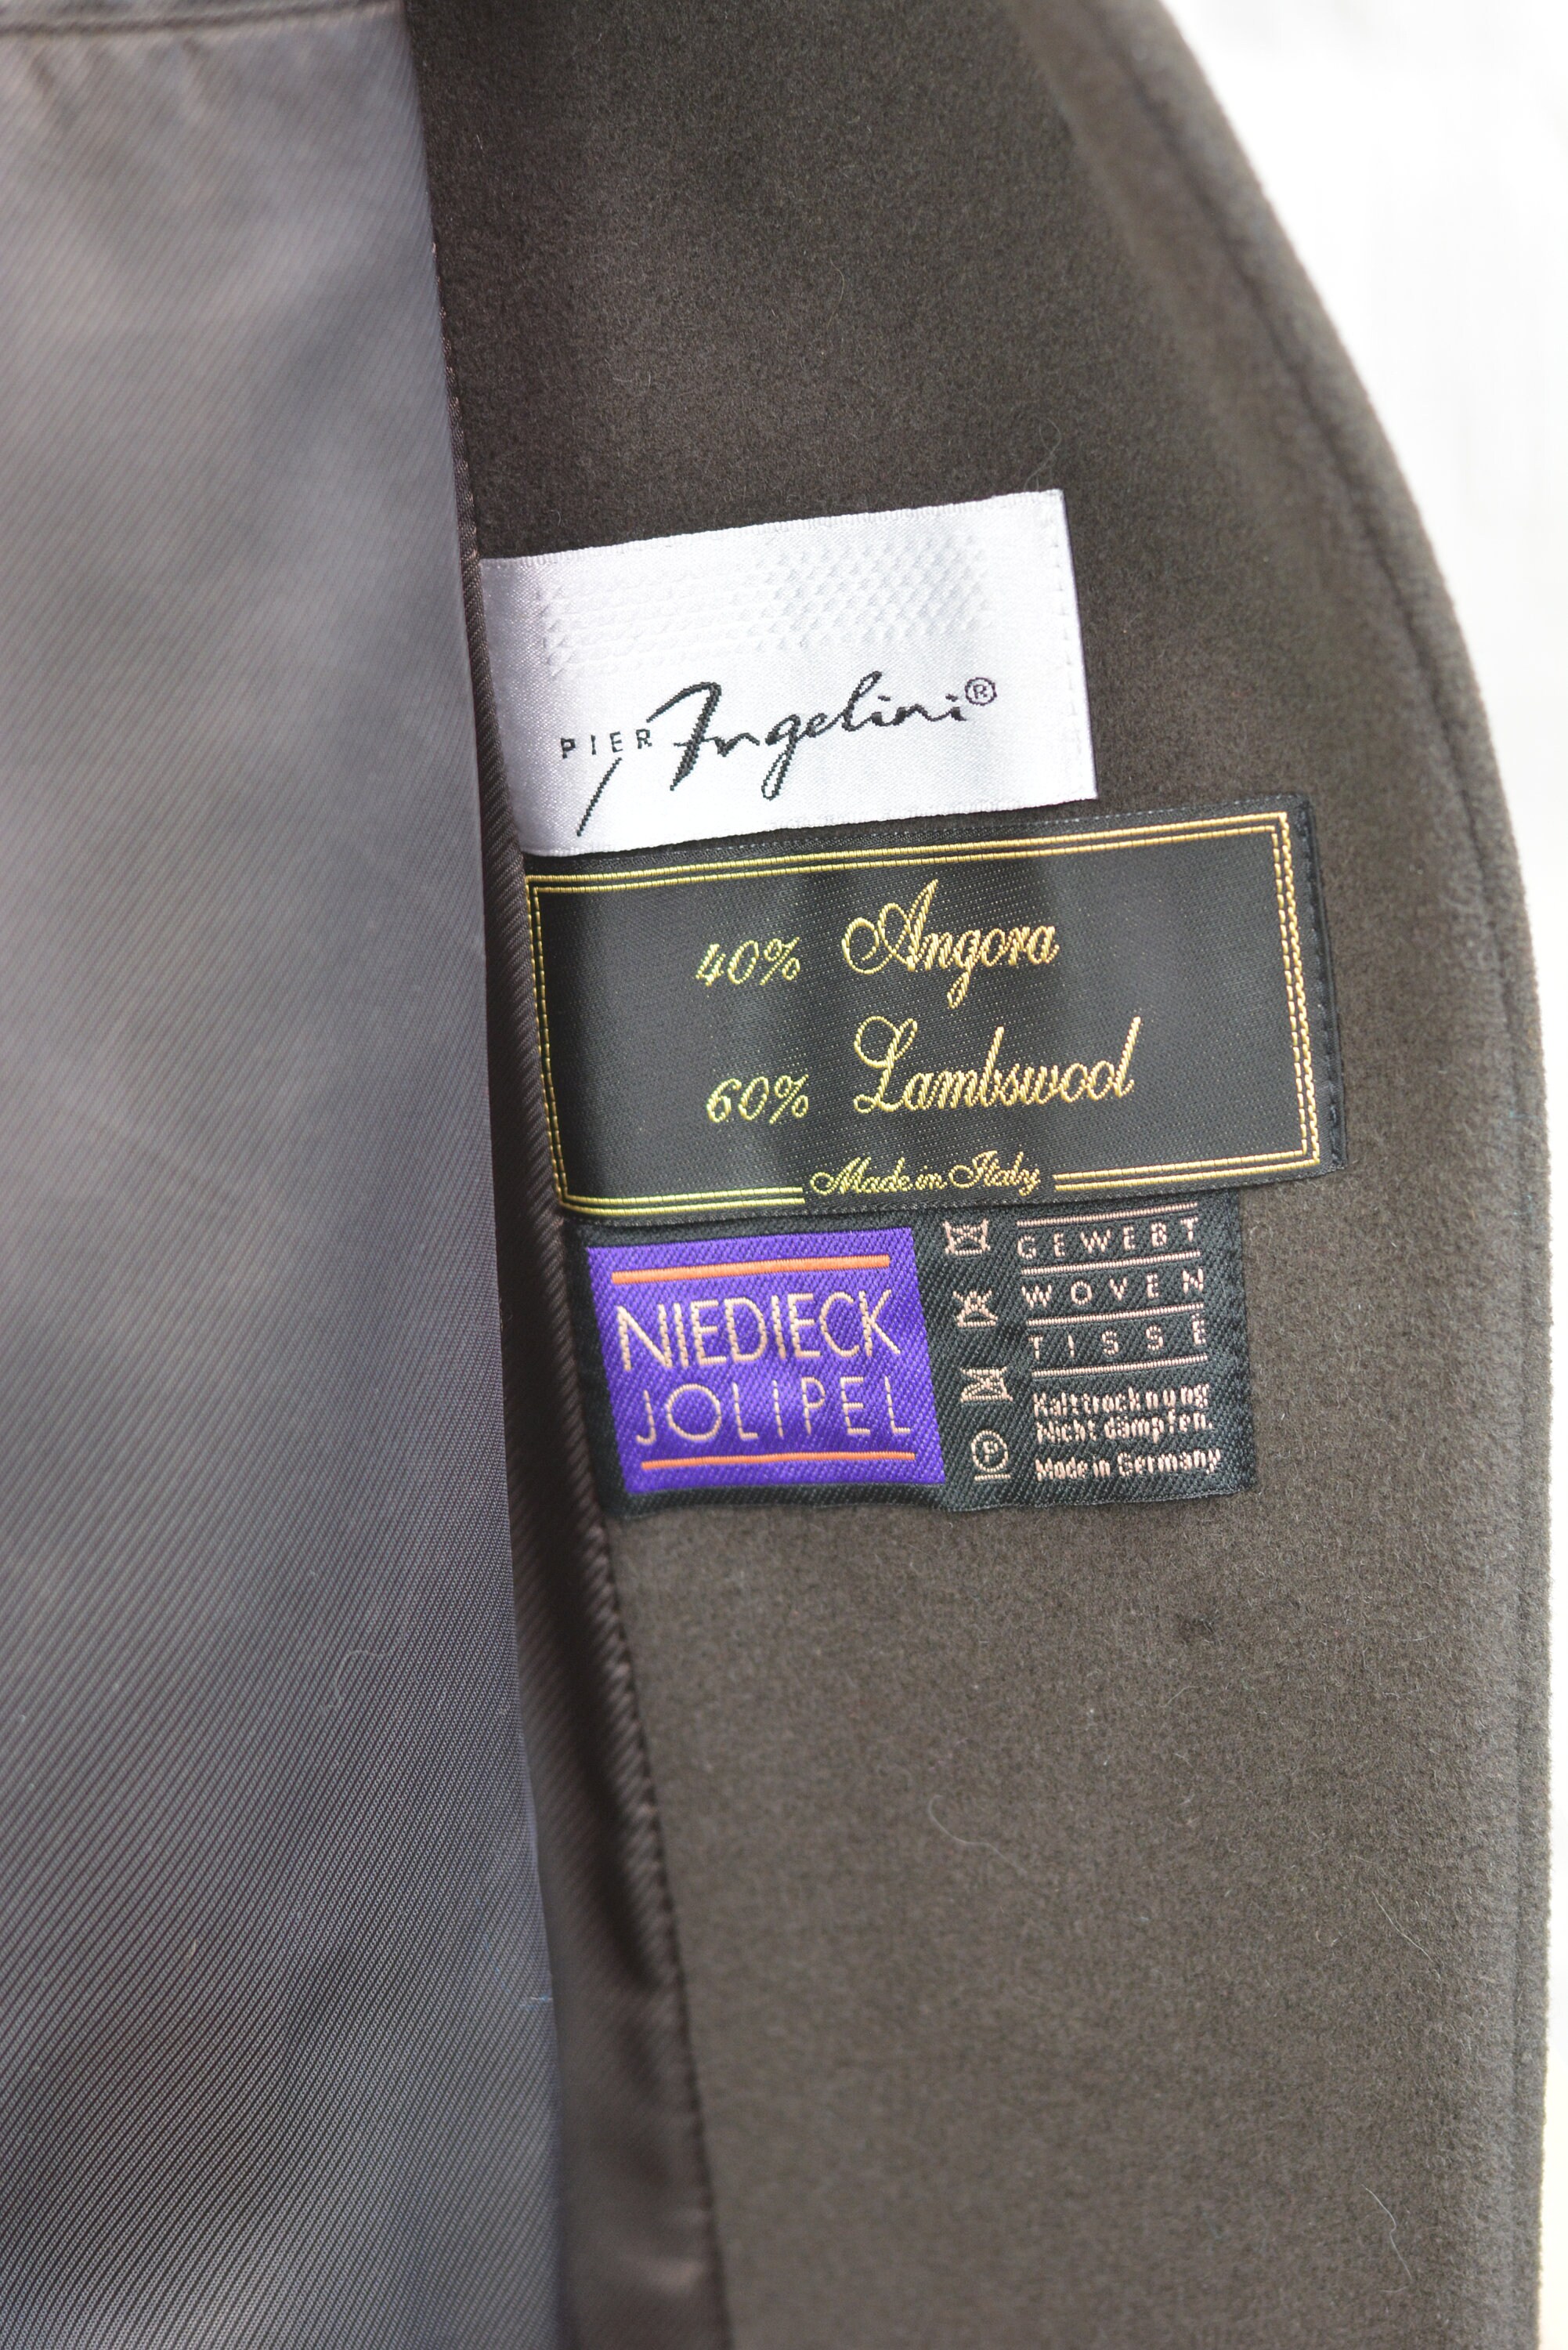 PIER Angelini®
40% Angora
60% Lambswool
Made in Italy
NIEDIECK
JOLIPEL
GEWEBT
WOVEN
TISSÉ
Kalttrocknung
Nicht dämpfen.
Made in Germany
P